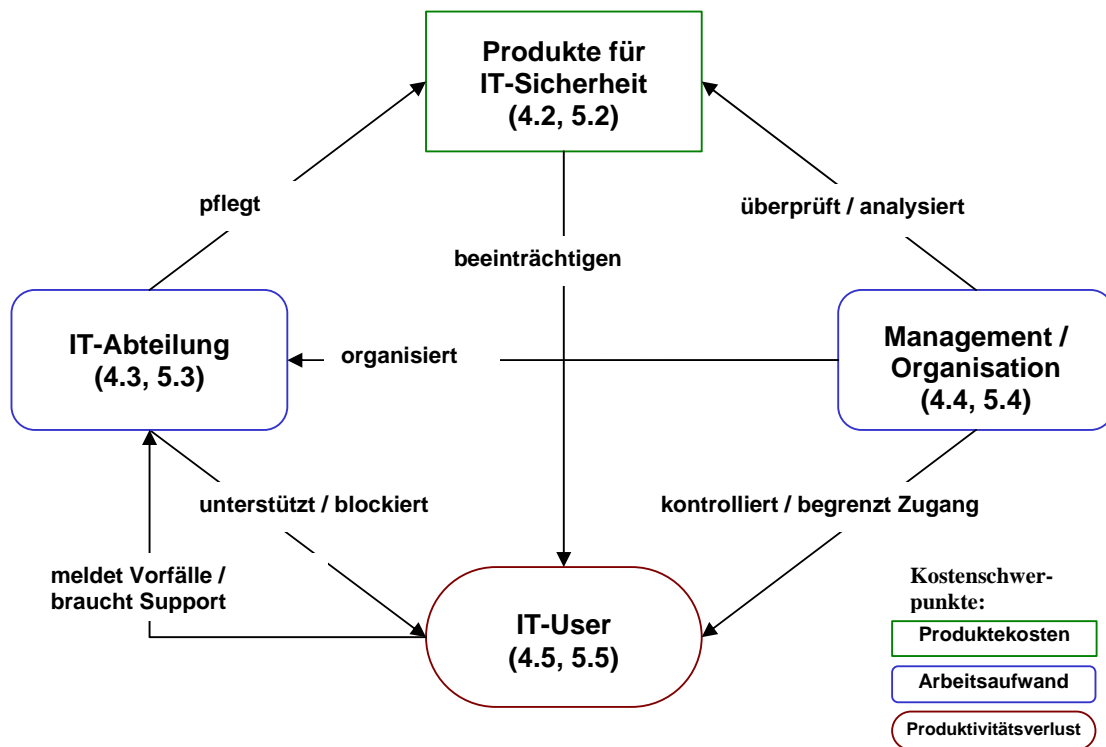 Produkte für
IT-Sicherheit
(4.2, 5.2)
pflegt
überprüft / analysiert
beeinträchtigen
IT-Abteilung
(4.3, 5.3)
organisiert
Management /
Organisation
(4.4, 5.4)
unterstützt / blockiert
kontrolliert / begrenzt Zugang
meldet Vorfälle /
braucht Support
IT-User
(4.5, 5.5)
Kostenschwer-
punkte:
Produktekosten
Arbeitsaufwand
Produktivitätsverlust